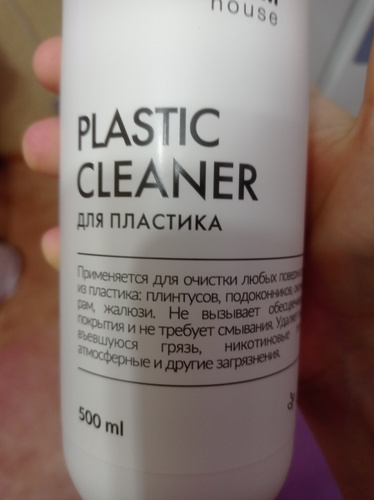 house
PLASTIC
CLEANER
ДЛЯ ПЛАСТИКА
Применяется для очистки любых
из пластика: плинтусов, подоконников,
рам, жалюзи. Не вызывает
покрытия и не требует смывания.
въевшуюся грязь, никотиновые
атмосферные и другие загрязнения.
500 ml